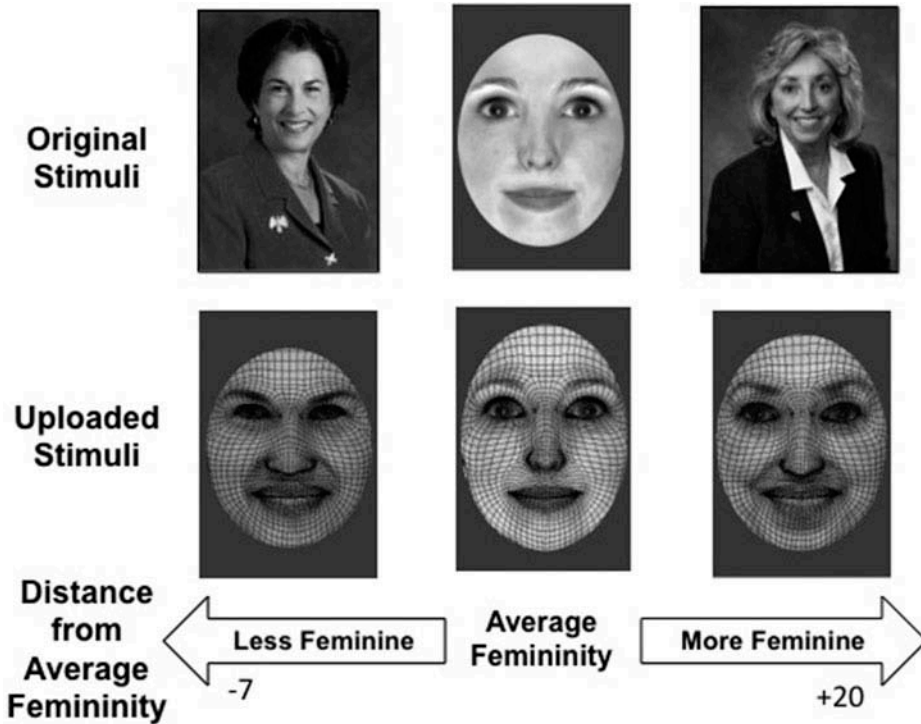 Original
Stimuli
Uploaded
Stimuli
Distance
from
Average
Femininity
Less Feminine
Average
Femininity
More Feminine
-7
+20